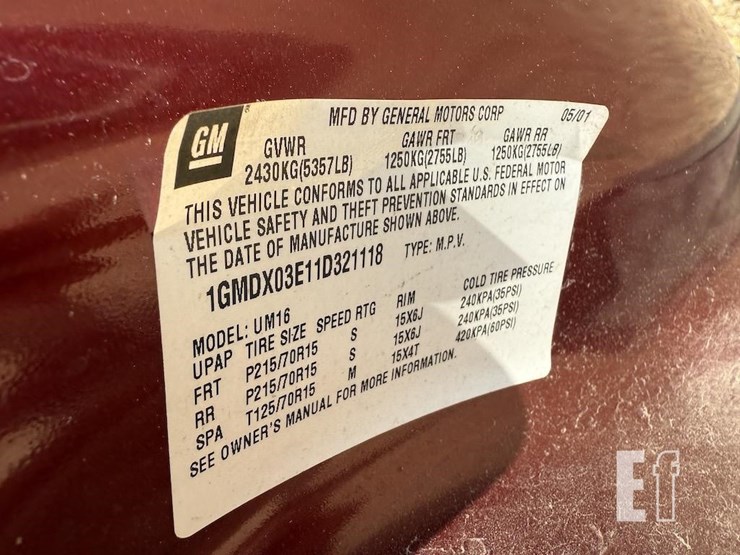 GM
MFD BY GENERAL MOTORS CORP 05/01
GVWR GAWR FRT GAWR RR
2430KG(5357LB) 1250KG(2755LB) 1250KG(2755LB)
THIS VEHICLE CONFORMS TO ALL APPLICABLE U.S. FEDERAL MOTOR
VEHICLE SAFETY AND THEFT PREVENTION STANDARDS IN EFFECT ON
THE DATE OF MANUFACTURE SHOWN ABOVE.
1GMDX03E11D321118 TYPE: M.P.V.
MODEL: UM16
UPAP TIRE SIZE SPEED RTG RIM COLD TIRE PRESSURE
FRT P215/70R15 S 15X6J 240KPA(35PSI)
RR P215/70R15 S 15X6J 240KPA(35PSI)
SPA T125/70R15 M 15X4T 420KPA(60PSI)
SEE OWNER'S MANUAL FOR MORE INFORMATION.
Ef